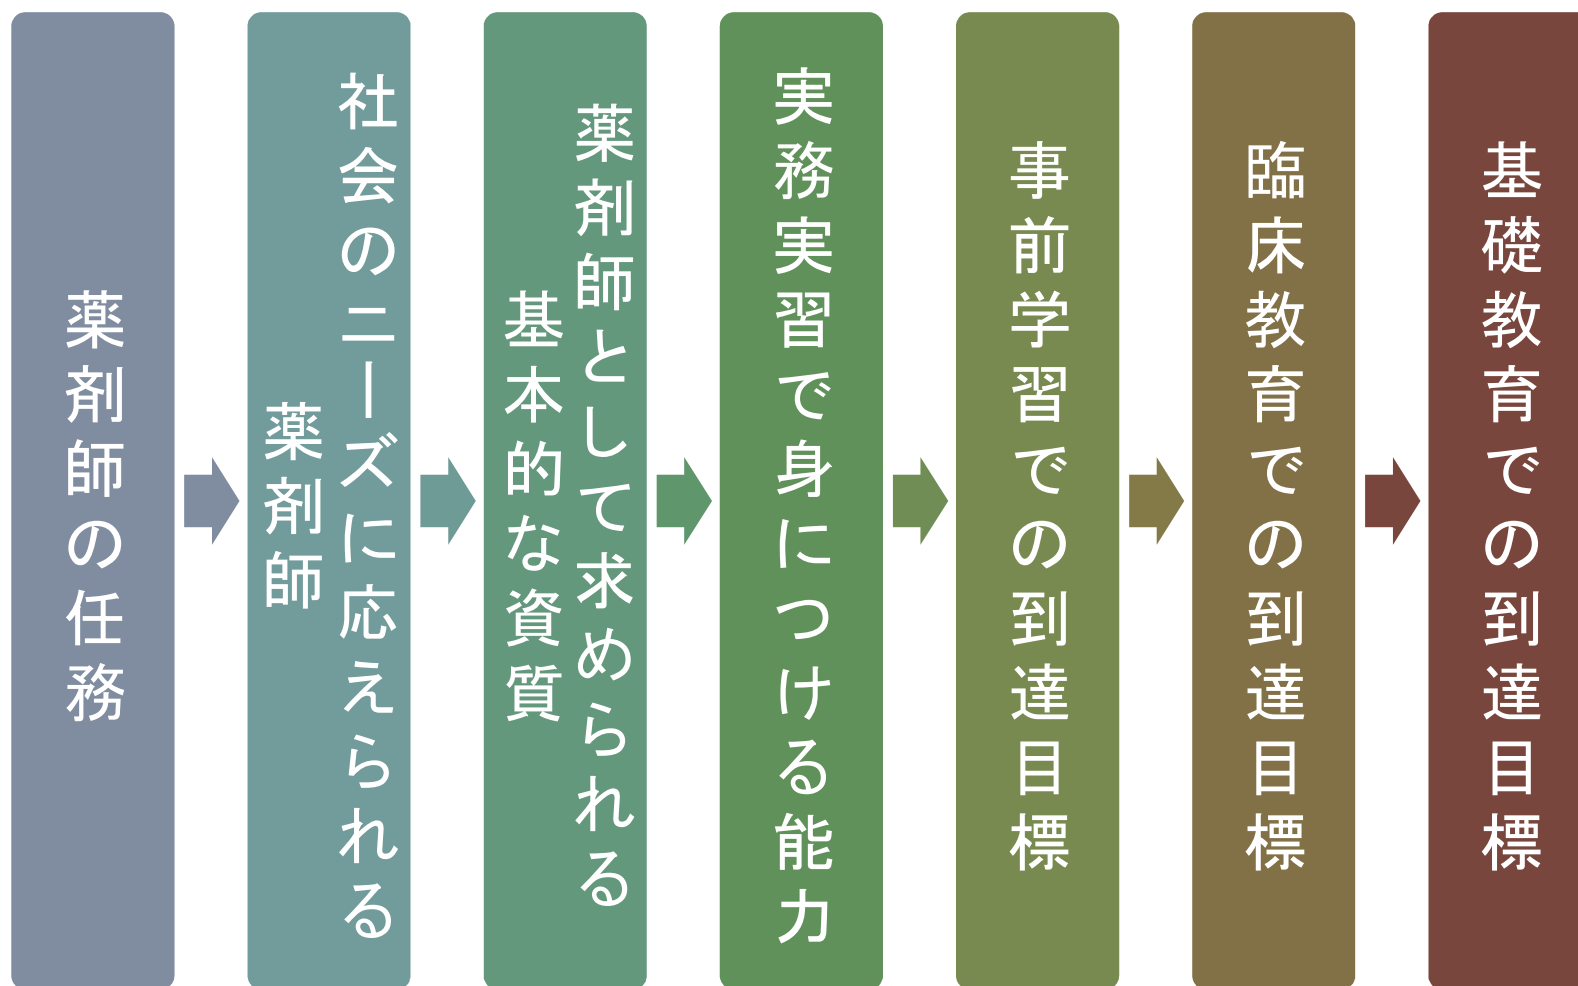 薬剤師の任務
社会のニーズに応えられる
薬剤師
薬剤師として求められる
基本的な資質
実務実習で身につける能力
事前学習での到達目標
臨床教育での到達目標
基礎教育での到達目標